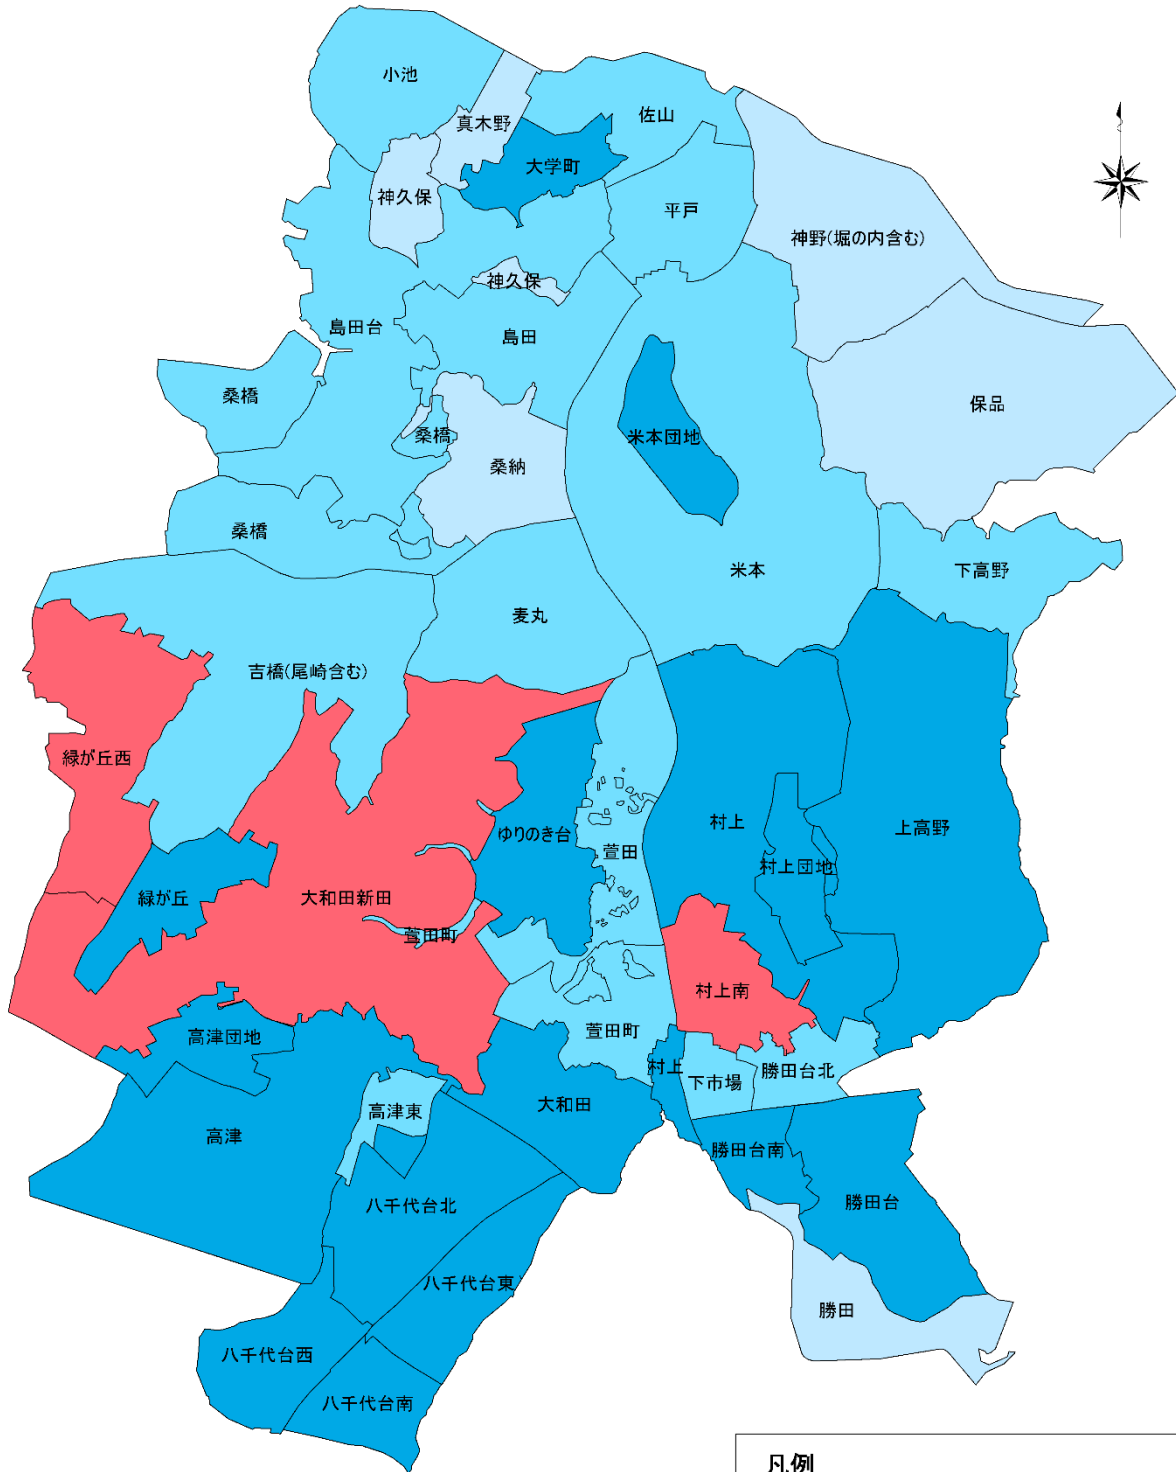 小池
真木野
佐山
大学町
神久保
平戸
神野(堀の内含む)
神久保
島田台
島田
桑橋
保品
桑橋
米本団地
桑納
桑橋
米本
下高野
麦丸
吉橋(尾崎含む)
緑が丘西
村上
上高野
ゆりのき台
萱田
村上団地
緑が丘
大和田新田
萱田町
村上南
萱田町
高津団地
村上
勝田台北
下市場
大和田
高津東
高津
勝田台南
勝田台
八千代台北
八千代台東
勝田
八千代台西
八千代台南
凡例